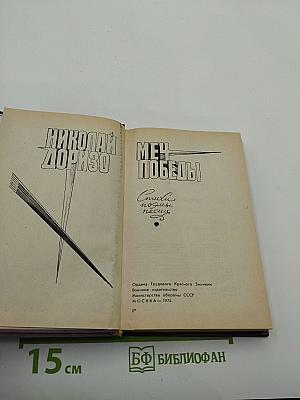 НИКОЛАЙ
ДОРИЗО
МЕЧ
ПОБЕДЫ
Стихи
поэмы
песни
Ордена Трудового Красного Знамени
Военное издательство
Министерства обороны СССР
МОСКВА—1975
15 см
БФ БИБЛИОФАН